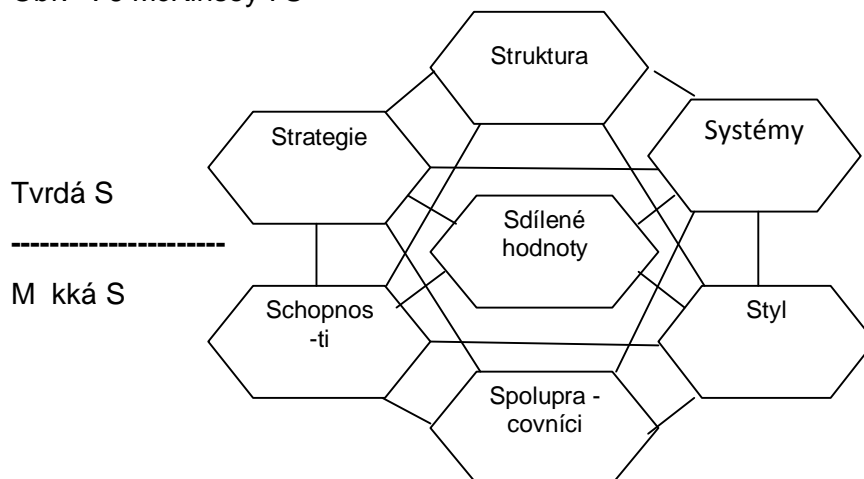 Struktura
Strategie
Systémy
Tvrdá S
Sdílené
hodnoty
----------------------
M kká S
Schopnos
-ti
Styl
Spolupra -
covníci